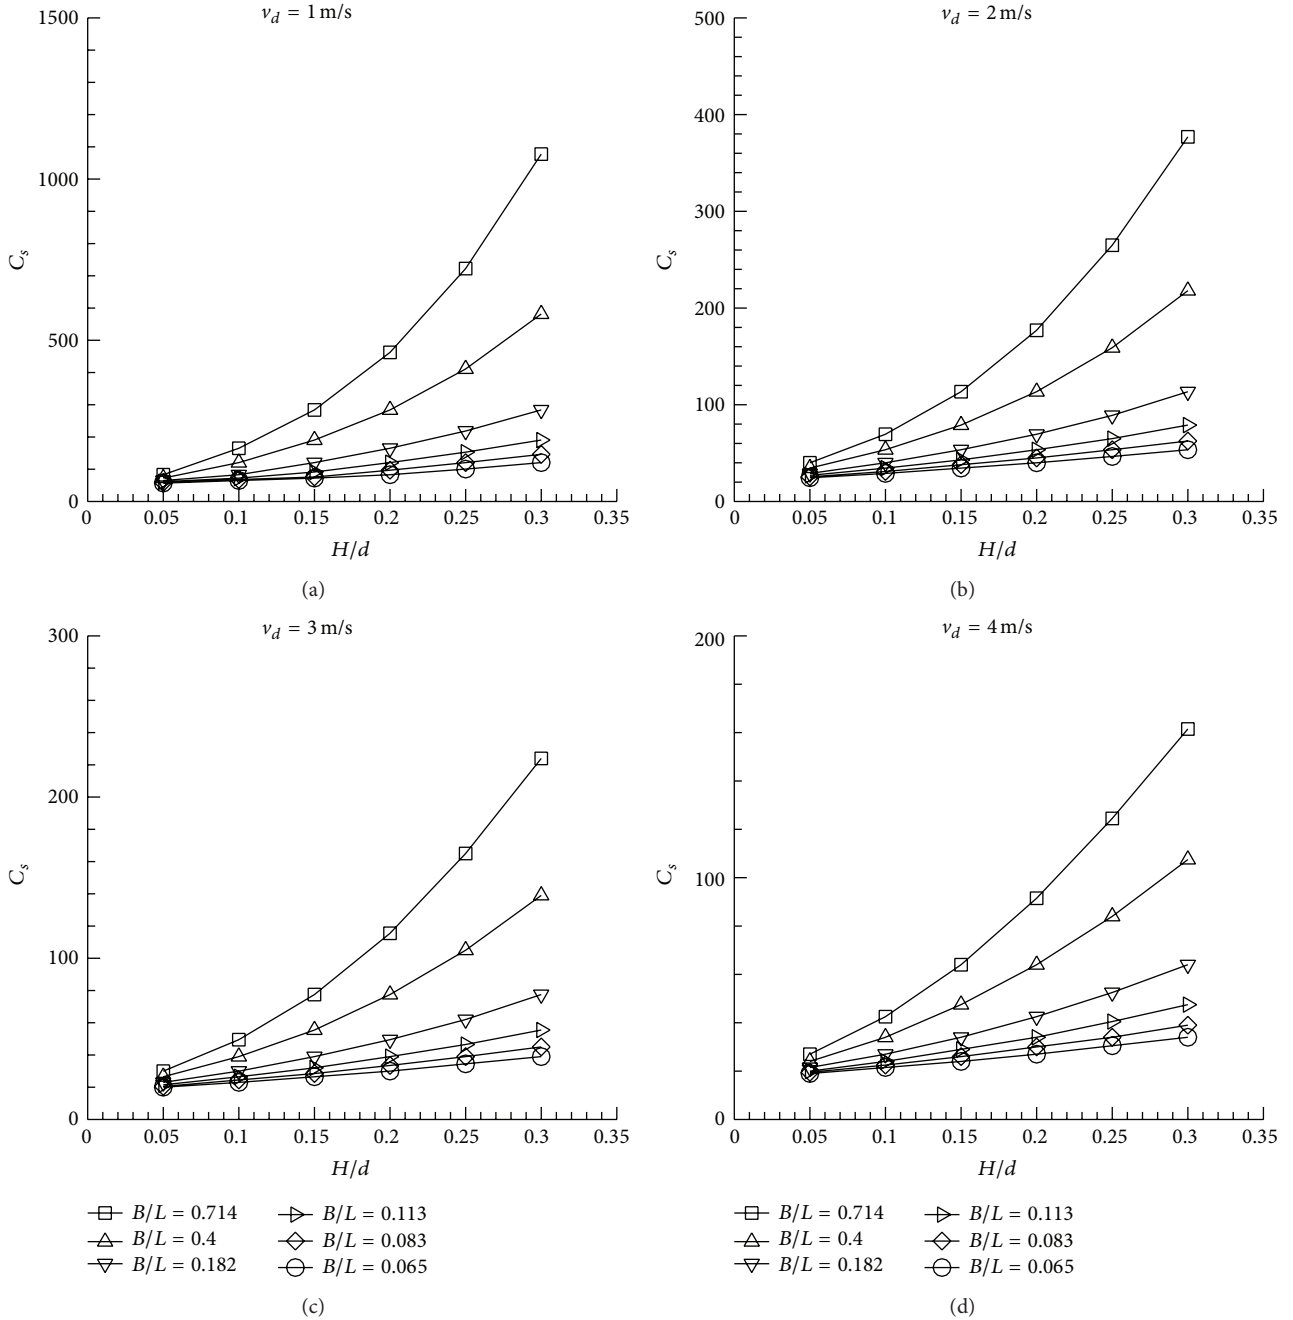 v_d = 1 m/s
1500
1000
500
0
C_s
0 0.05 0.1 0.15 0.2 0.25 0.3 0.35
H/d
(a)
v_d = 2 m/s
500
400
300
200
100
0
C_s
0 0.05 0.1 0.15 0.2 0.25 0.3 0.35
H/d
(b)
v_d = 3 m/s
300
200
100
0
C_s
0 0.05 0.1 0.15 0.2 0.25 0.3 0.35
H/d
B/L = 0.714
B/L = 0.4
B/L = 0.182
B/L = 0.113
B/L = 0.083
B/L = 0.065
(c)
v_d = 4 m/s
200
100
0
C_s
0 0.05 0.1 0.15 0.2 0.25 0.3 0.35
H/d
B/L = 0.714
B/L = 0.4
B/L = 0.182
B/L = 0.113
B/L = 0.083
B/L = 0.065
(d)